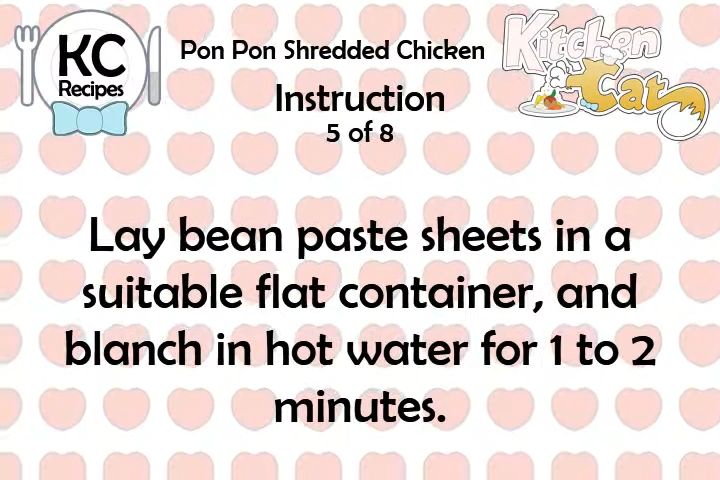 KC
Recipes
Pon Pon Shredded Chicken
Kitchen
Cat
Instruction
5 of 8
Lay bean paste sheets in a
suitable flat container, and
blanch in hot water for 1 to 2
minutes.